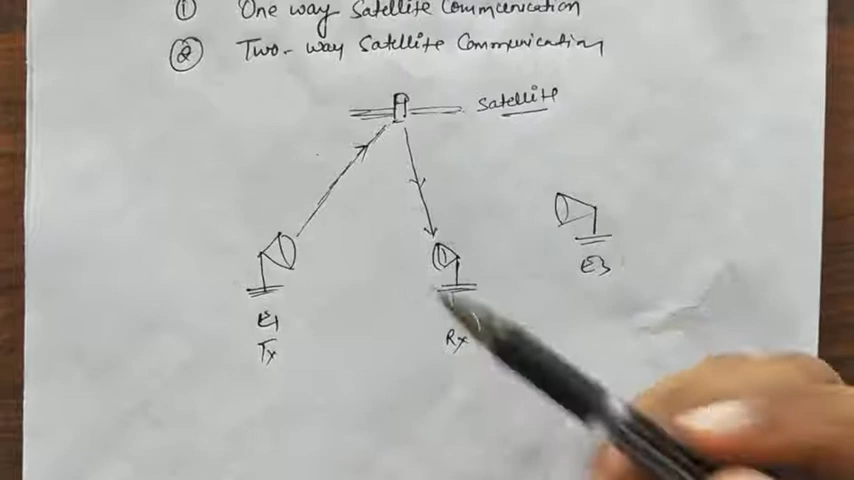 ① One way Satellite Communication
② Two-way Satellite Communication
Satellite
E3
E1
Tx
Rx